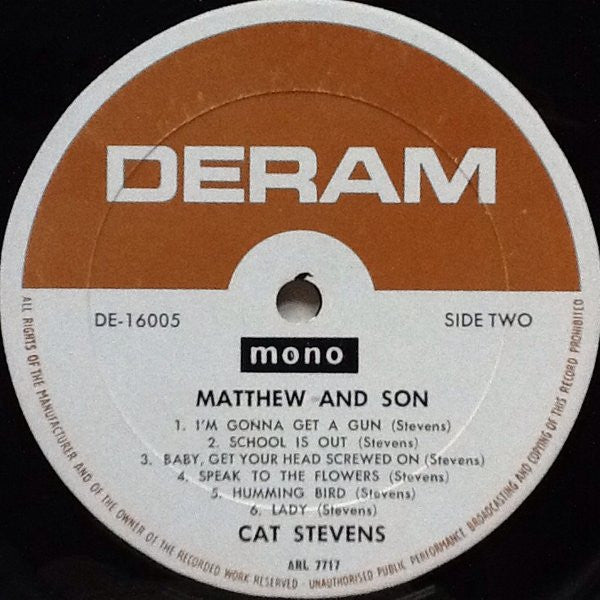 DERAM
DE-16005
SIDE TWO
mono
MATTHEW AND SON
1. I'M GONNA GET A GUN (Stevens)
2. SCHOOL IS OUT (Stevens)
3. BABY, GET YOUR HEAD SCREWED ON (Stevens)
4. SPEAK TO THE FLOWERS (Stevens)
5. HUMMING BIRD (Stevens)
6. LADY (Stevens)
CAT STEVENS
ARL 7717
ALL RIGHTS OF THE MANUFACTURER AND OF THE OWNER OF THE RECORDED WORK RESERVED - UNAUTHORISED PUBLIC PERFORMANCE BROADCASTING AND COPYING OF THIS RECORD PROHIBITED